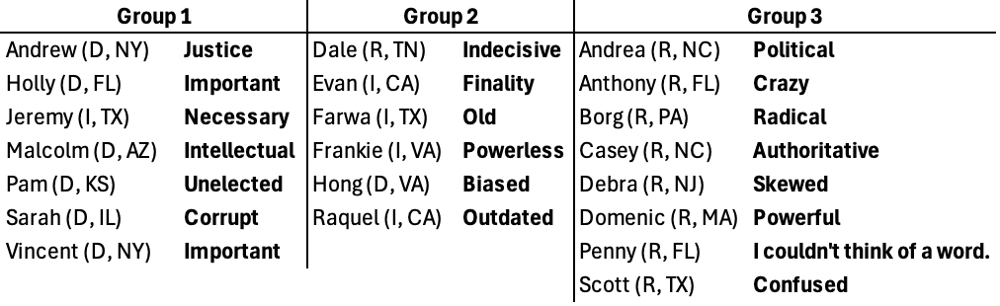 Group 1 Group 2 Group 3
Andrew (D, NY) Justice Dale (R, TN) Indecisive Andrea (R, NC) Political
Holly (D, FL) Important Evan (I, CA) Finality Anthony (R, FL) Crazy
Jeremy (I, TX) Necessary Farwa (I, TX) Old Borg (R, PA) Radical
Malcolm (D, AZ) Intellectual Frankie (I, VA) Powerless Casey (R, NC) Authoritative
Pam (D, KS) Unelected Hong (D, VA) Biased Debra (R, NJ) Skewed
Sarah (D, IL) Corrupt Raquel (I, CA) Outdated Domenic (R, MA) Powerful
Vincent (D, NY) Important Penny (R, FL) I couldn't think of a word.
Scott (R, TX) Confused